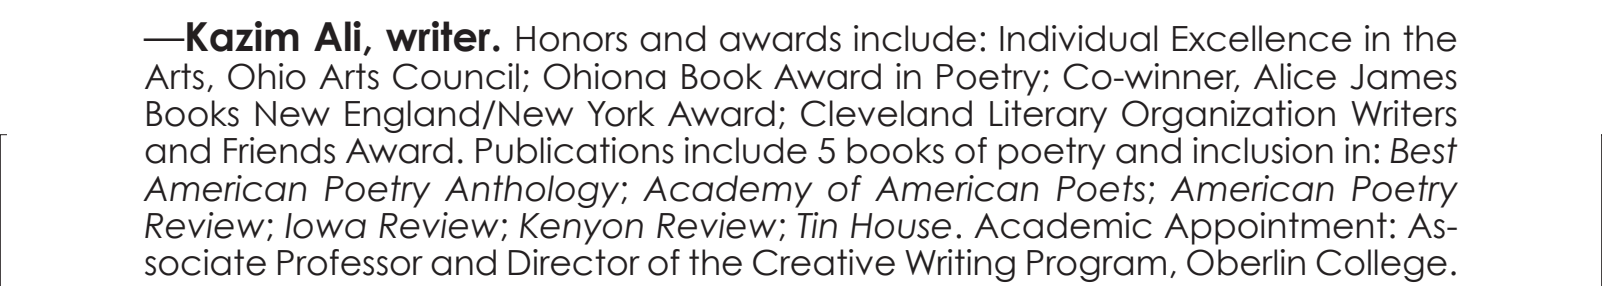 —Kazim Ali, writer. Honors and awards include: Individual Excellence in the
Arts, Ohio Arts Council; Ohiona Book Award in Poetry; Co-winner, Alice James
Books New England/New York Award; Cleveland Literary Organization Writers
and Friends Award. Publications include 5 books of poetry and inclusion in: Best
American Poetry Anthology; Academy of American Poets; American Poetry
Review; Iowa Review; Kenyon Review; Tin House. Academic Appointment: As-
sociate Professor and Director of the Creative Writing Program, Oberlin College.